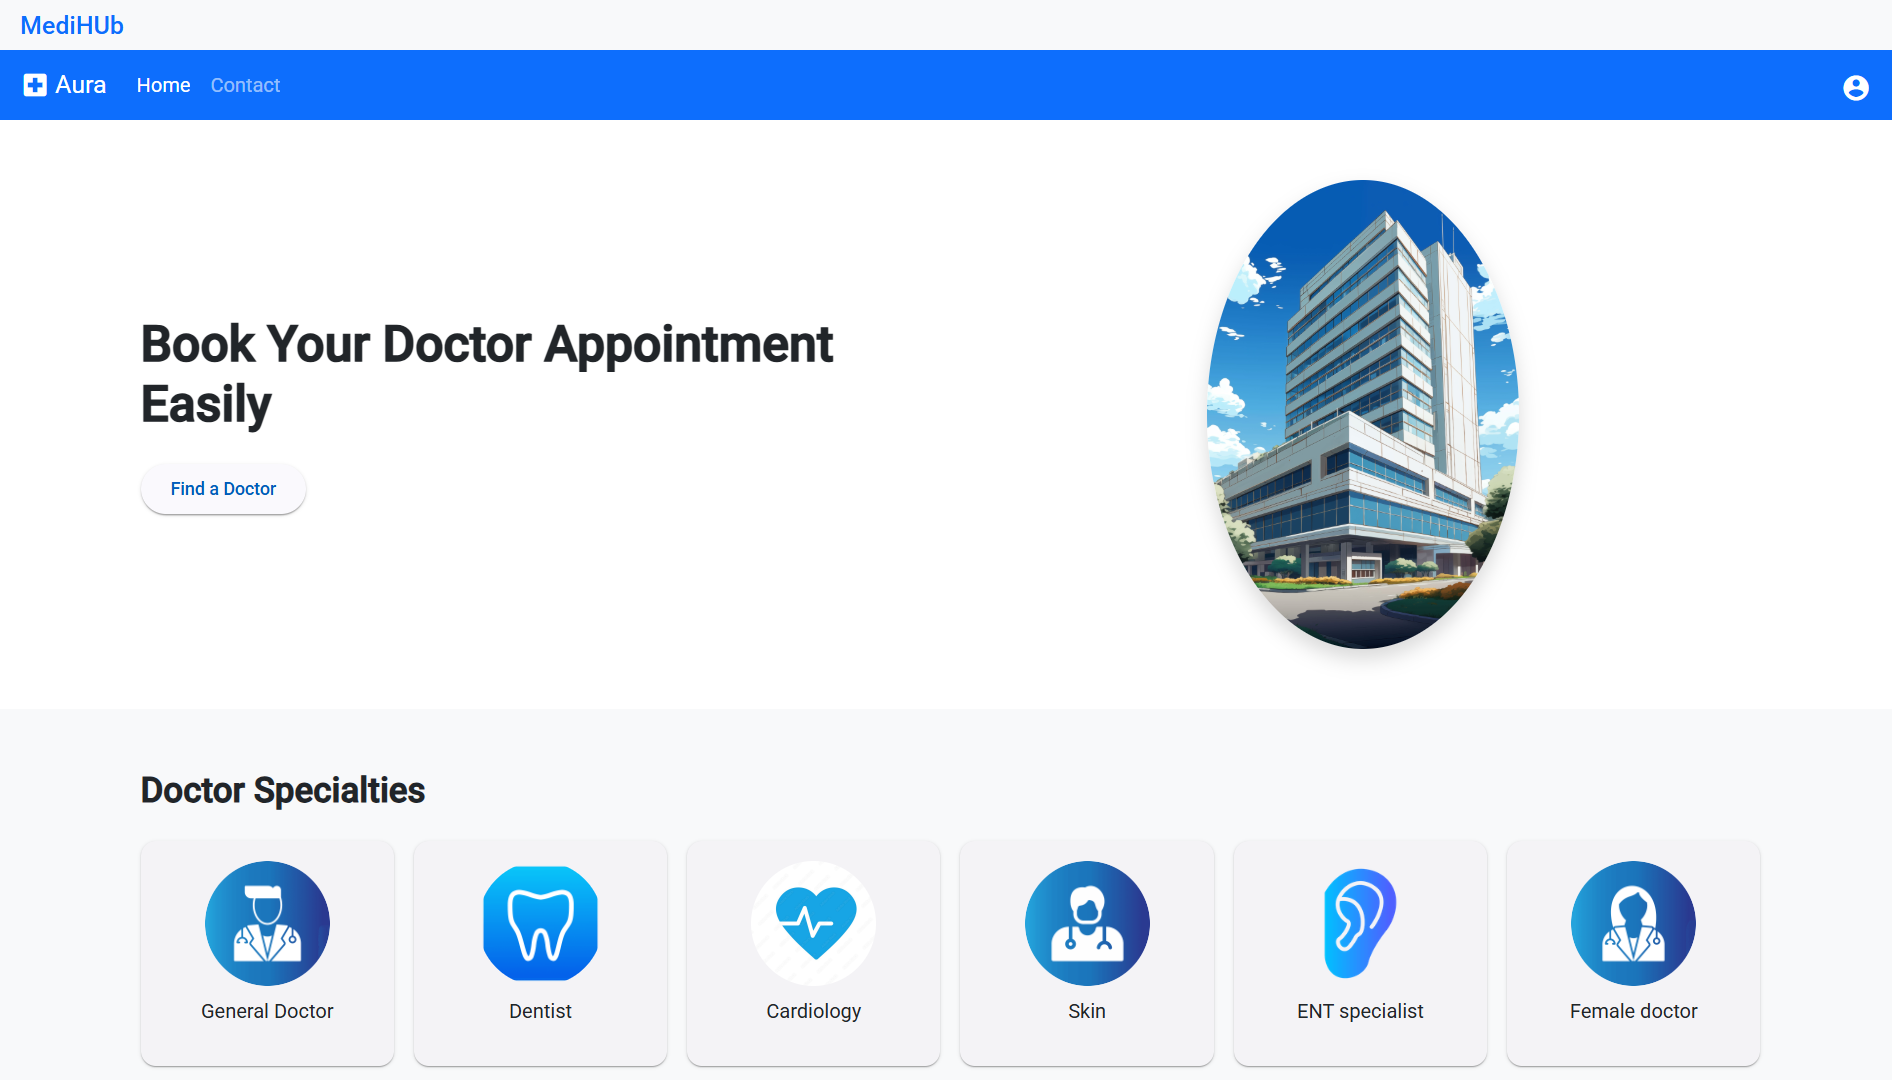 MediHUb
Aura Home Contact
Book Your Doctor Appointment
Easily
Find a Doctor
Doctor Specialties
General Doctor
Dentist
Cardiology
Skin
ENT specialist
Female doctor